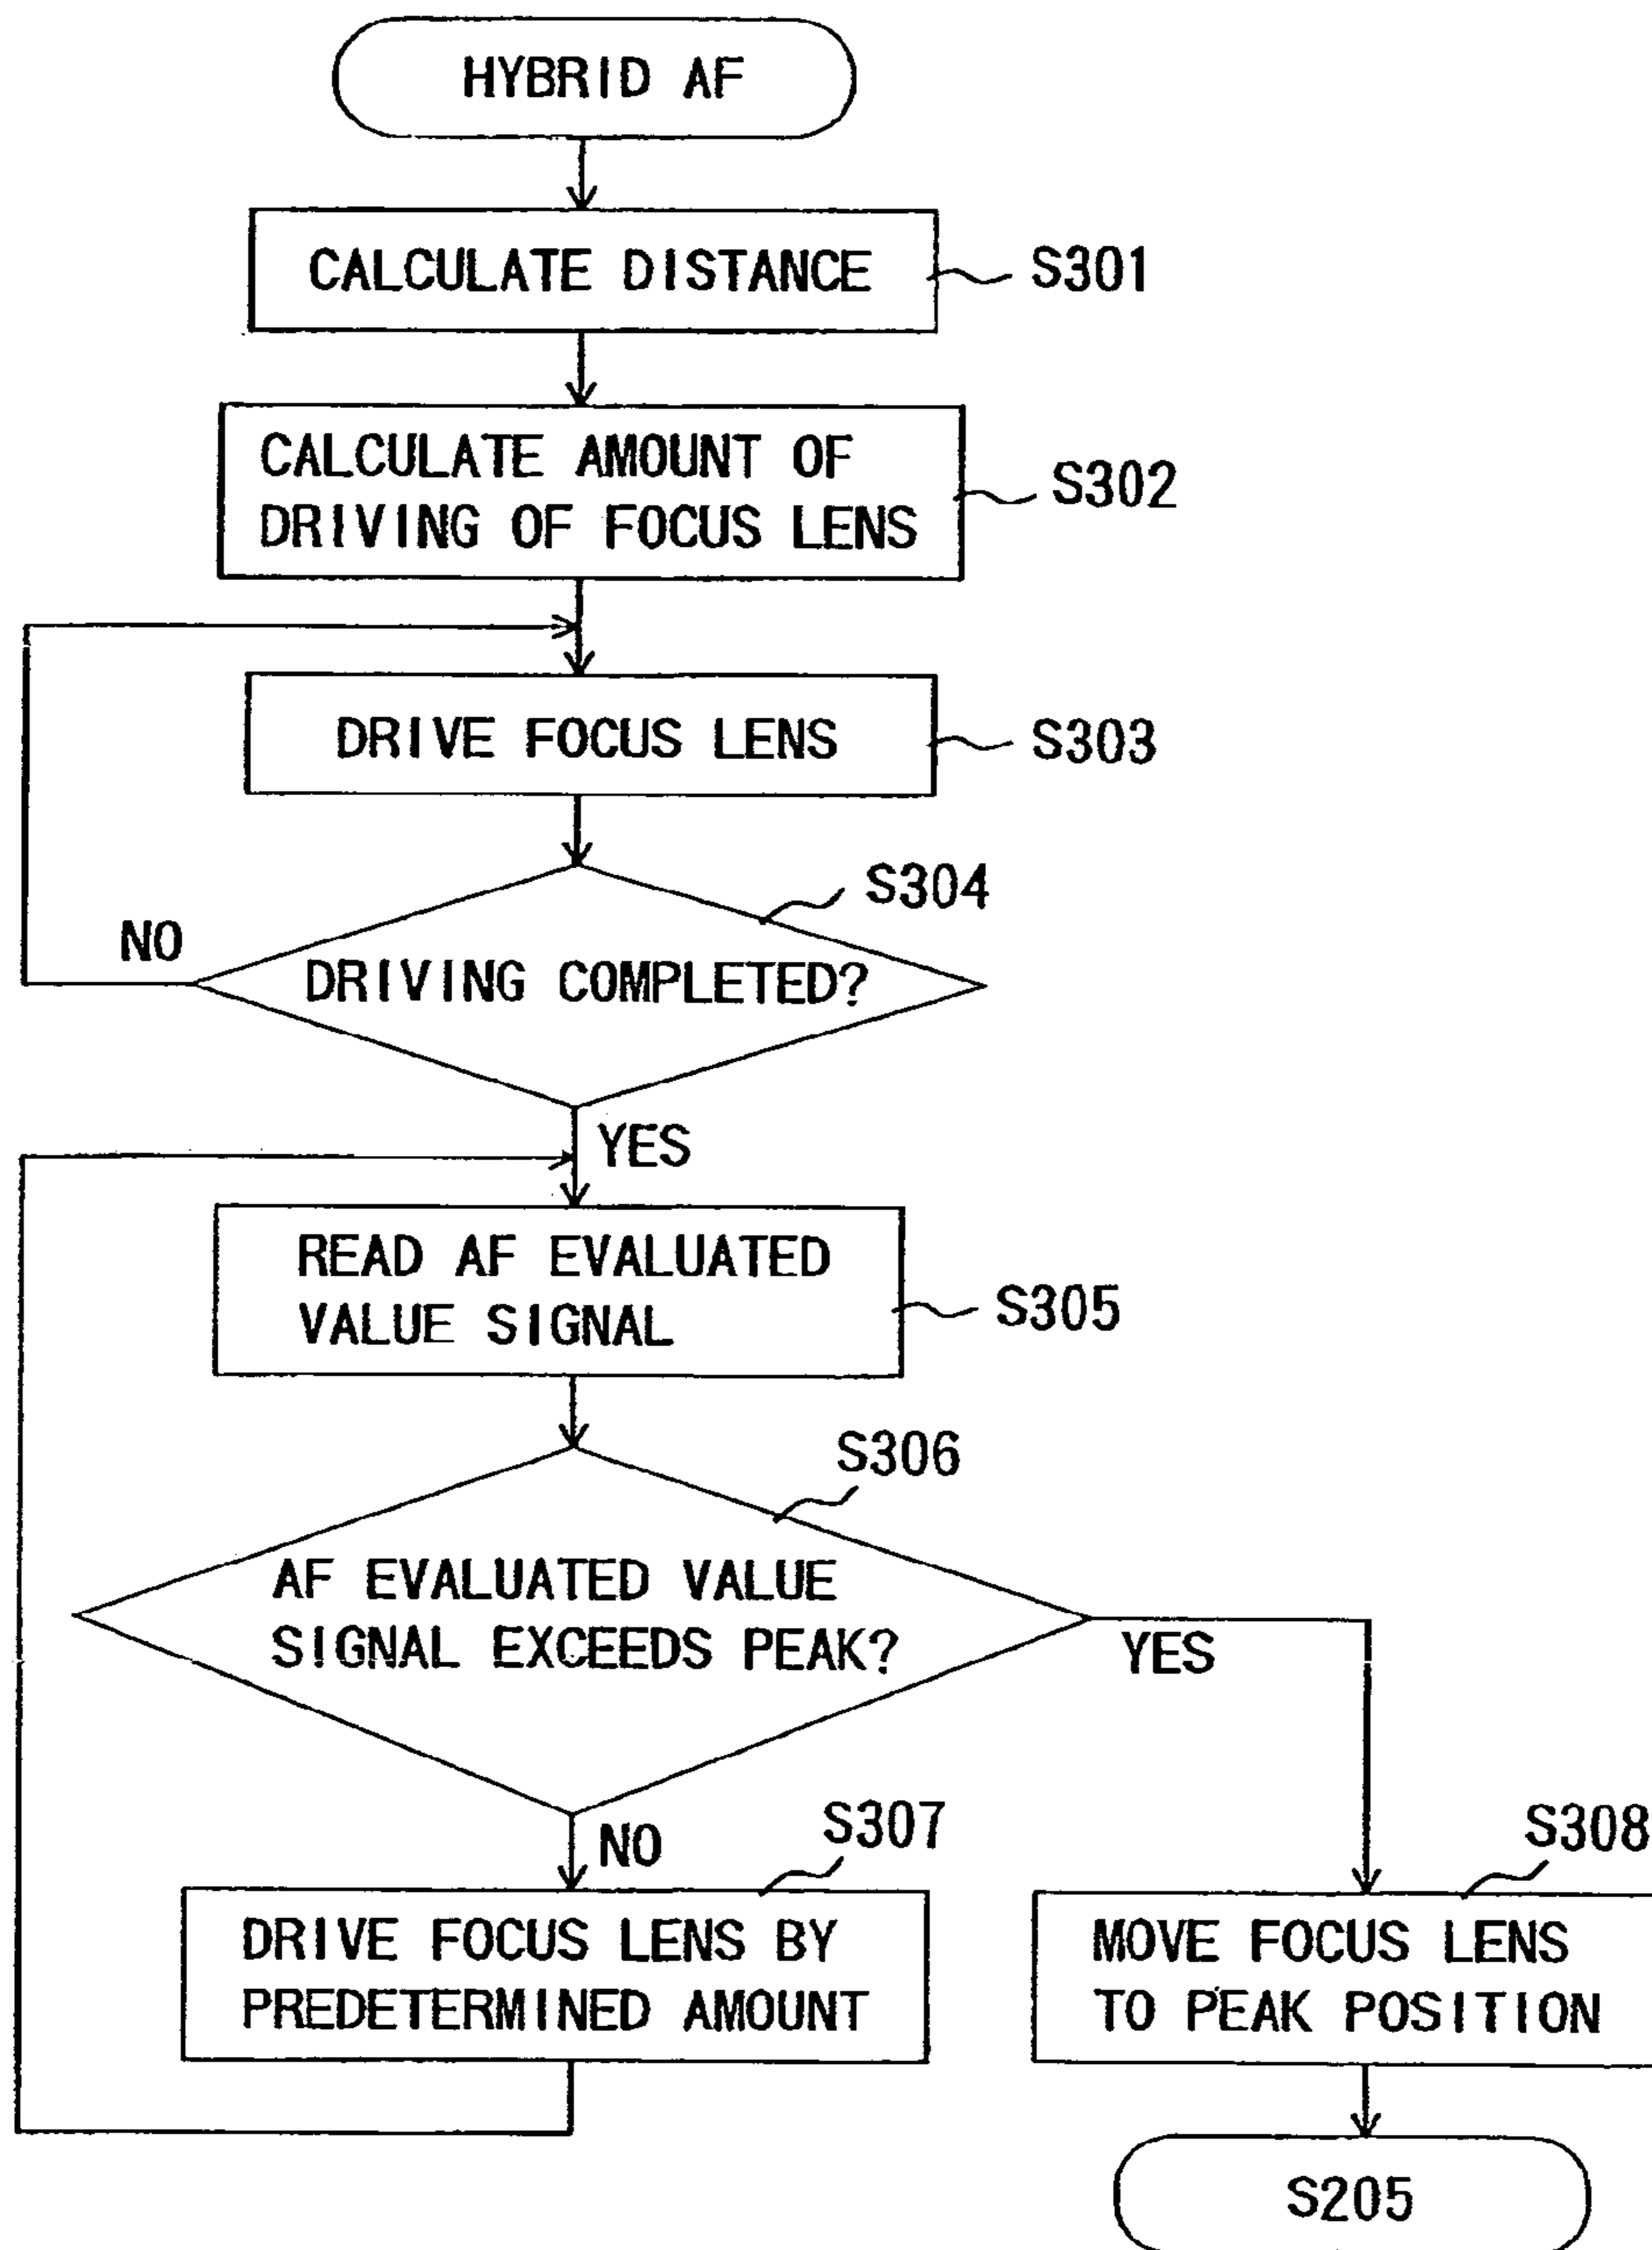 HYBRID AF
CALCULATE DISTANCE
S301
CALCULATE AMOUNT OF
DRIVING OF FOCUS LENS
S302
DRIVE FOCUS LENS
S303
S304
NO
DRIVING COMPLETED?
YES
READ AF EVALUATED
VALUE SIGNAL
S305
S306
AF EVALUATED VALUE
SIGNAL EXCEEDS PEAK?
YES
NO
S307
DRIVE FOCUS LENS BY
PREDETERMINED AMOUNT
S308
MOVE FOCUS LENS
TO PEAK POSITION
S205